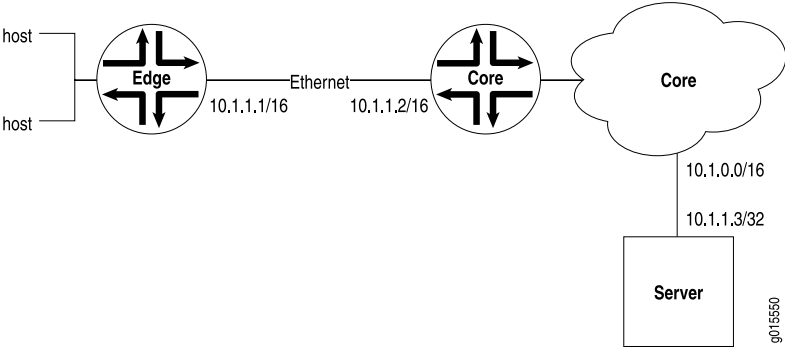 host
host
Edge
10.1.1.1/16
Ethernet
10.1.1.2/16
Core
Core
10.1.0.0/16
10.1.1.3/32
Server
g015550